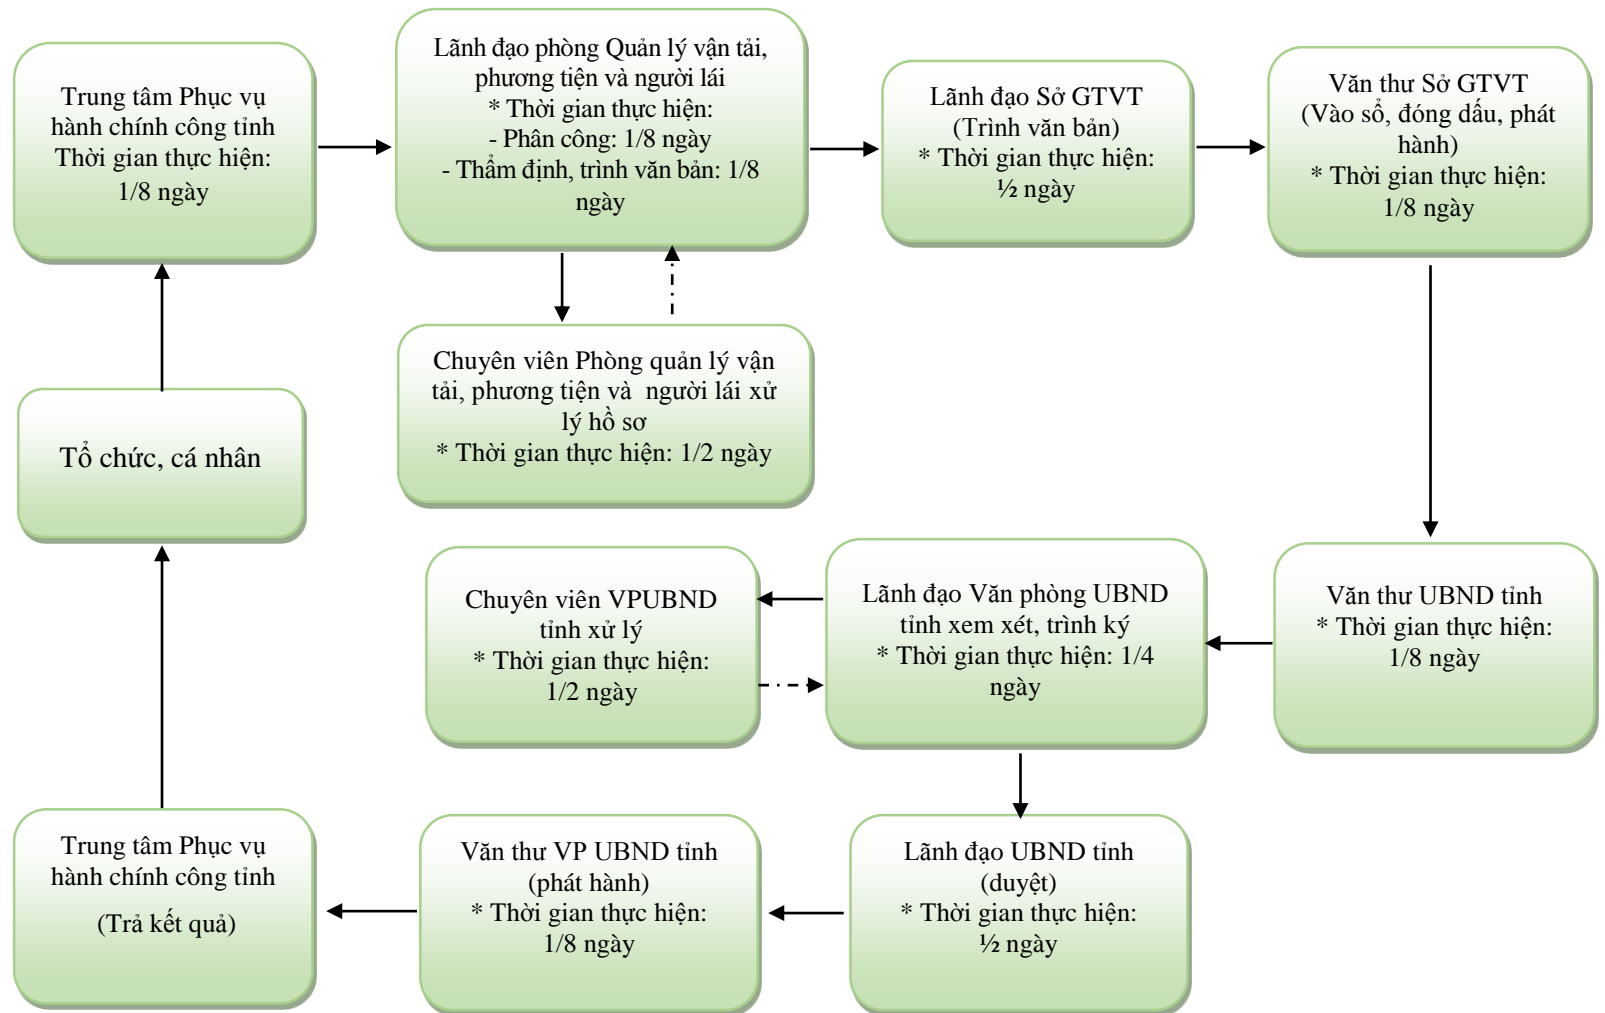 Trung tâm Phục vụ
hành chính công tỉnh
Thời gian thực hiện:
1/8 ngày
Lãnh đạo phòng Quản lý vận tải,
phương tiện và người lái
* Thời gian thực hiện:
- Phân công: 1/8 ngày
- Thẩm định, trình văn bản: 1/8
ngày
Lãnh đạo Sở GTVT
(Trình văn bản)
* Thời gian thực hiện:
½ ngày
Văn thư Sở GTVT
(Vào sổ, đóng dấu, phát
hành)
* Thời gian thực hiện:
1/8 ngày
Chuyên viên Phòng quản lý vận
tải, phương tiện và người lái xử
lý hồ sơ
* Thời gian thực hiện: 1/2 ngày
Tổ chức, cá nhân
Chuyên viên VPUBND
tỉnh xử lý
* Thời gian thực hiện:
1/2 ngày
Lãnh đạo Văn phòng UBND
tỉnh xem xét, trình ký
* Thời gian thực hiện: 1/4
ngày
Văn thư UBND tỉnh
* Thời gian thực hiện:
1/8 ngày
Trung tâm Phục vụ
hành chính công tỉnh
(Trả kết quả)
Văn thư VP UBND tỉnh
(phát hành)
* Thời gian thực hiện:
1/8 ngày
Lãnh đạo UBND tỉnh
(duyệt)
* Thời gian thực hiện:
½ ngày